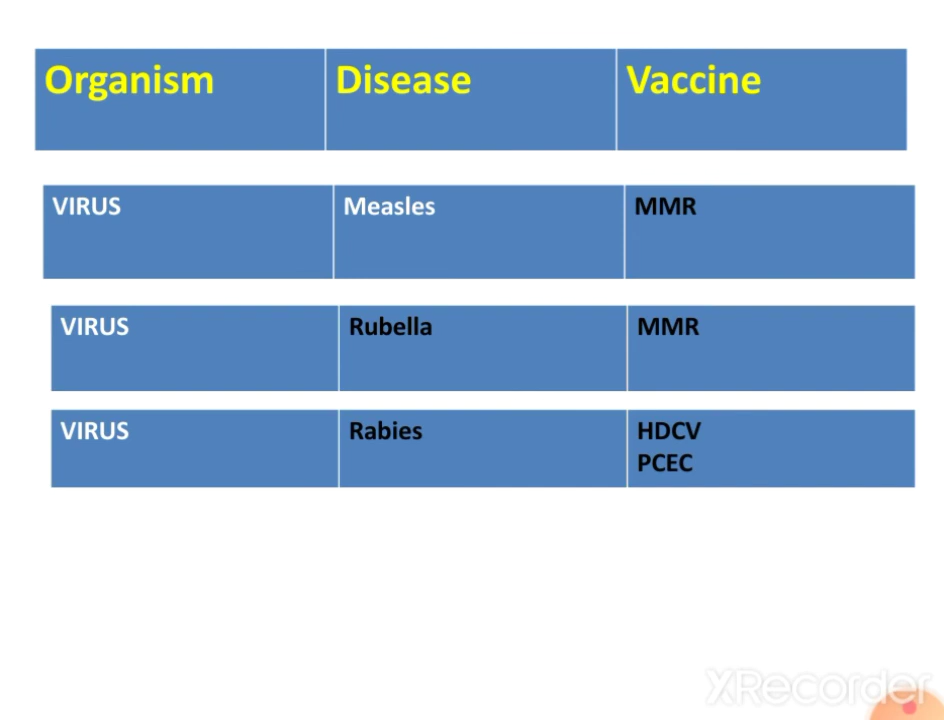 Organism Disease Vaccine
VIRUS Measles MMR
VIRUS Rubella MMR
VIRUS Rabies HDCV
PCEC
XRecorder